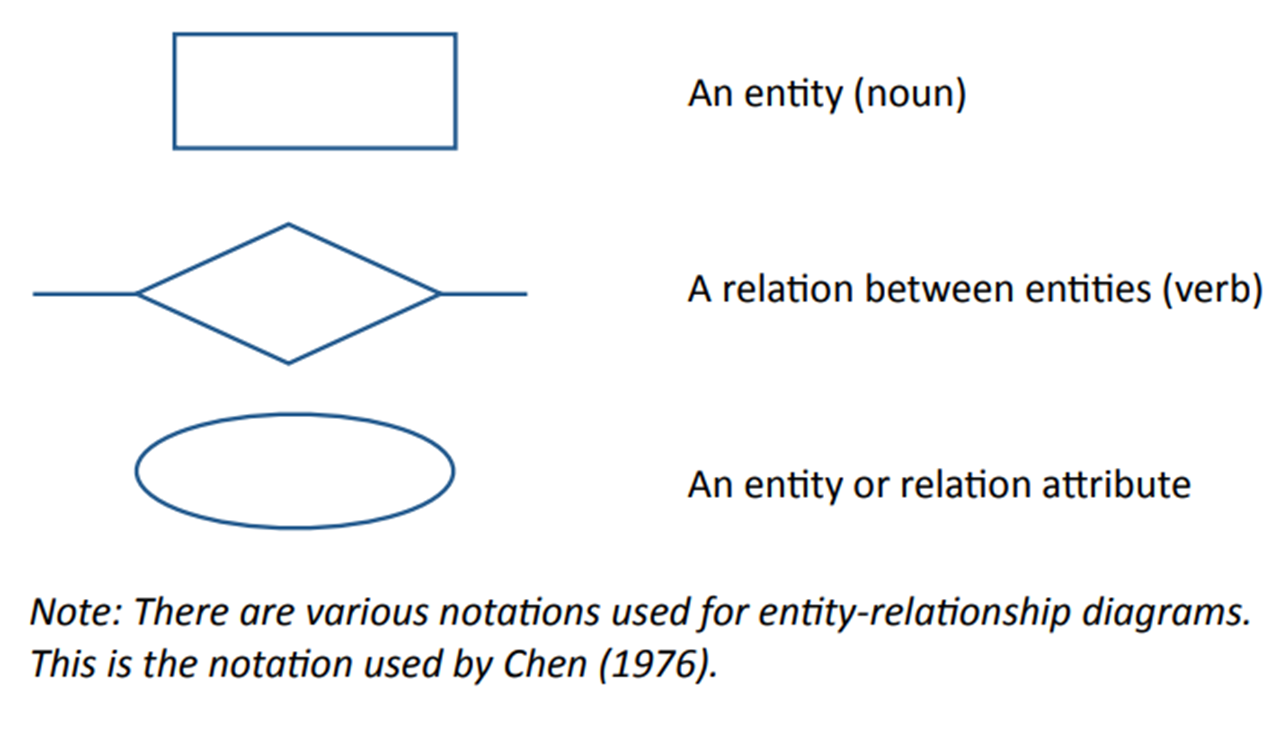 An entity (noun)
A relation between entities (verb)
An entity or relation attribute
Note: There are various notations used for entity-relationship diagrams.
This is the notation used by Chen (1976).